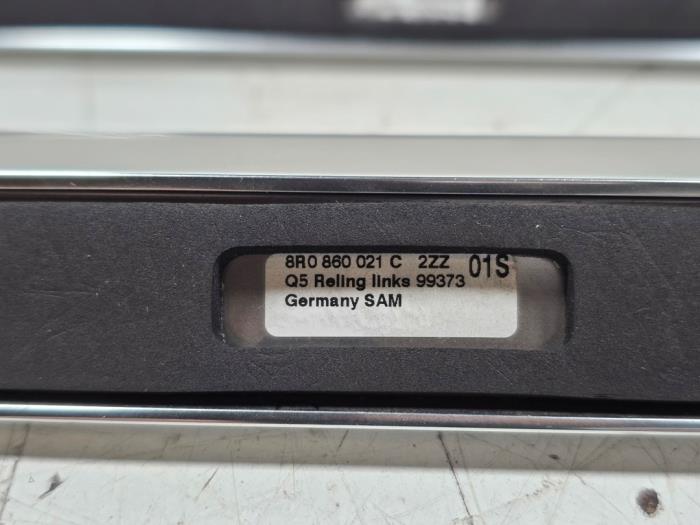 8R0 860 021 C 2ZZ 01S
Q5 Reling links 99373
Germany SAM